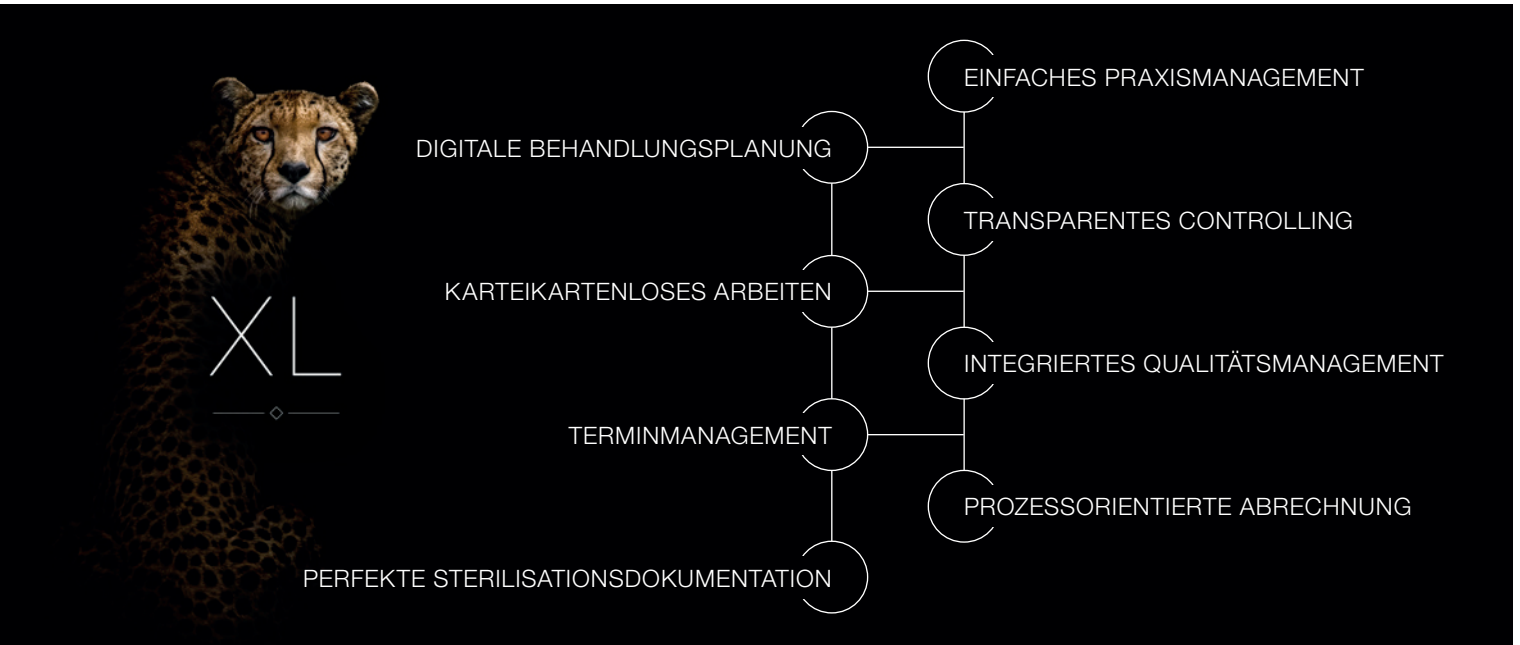 EINFACHES PRAXISMANAGEMENT
DIGITALE BEHANDLUNGSPLANUNG
TRANSPARENTES CONTROLLING
KARTEIKARTENLOSES ARBEITEN
XL
INTEGRIERTES QUALITÄTSMANAGEMENT
TERMINMANAGEMENT
PROZESSORIENTIERTE ABRECHNUNG
PERFEKTE STERILISATIONSDOKUMENTATION